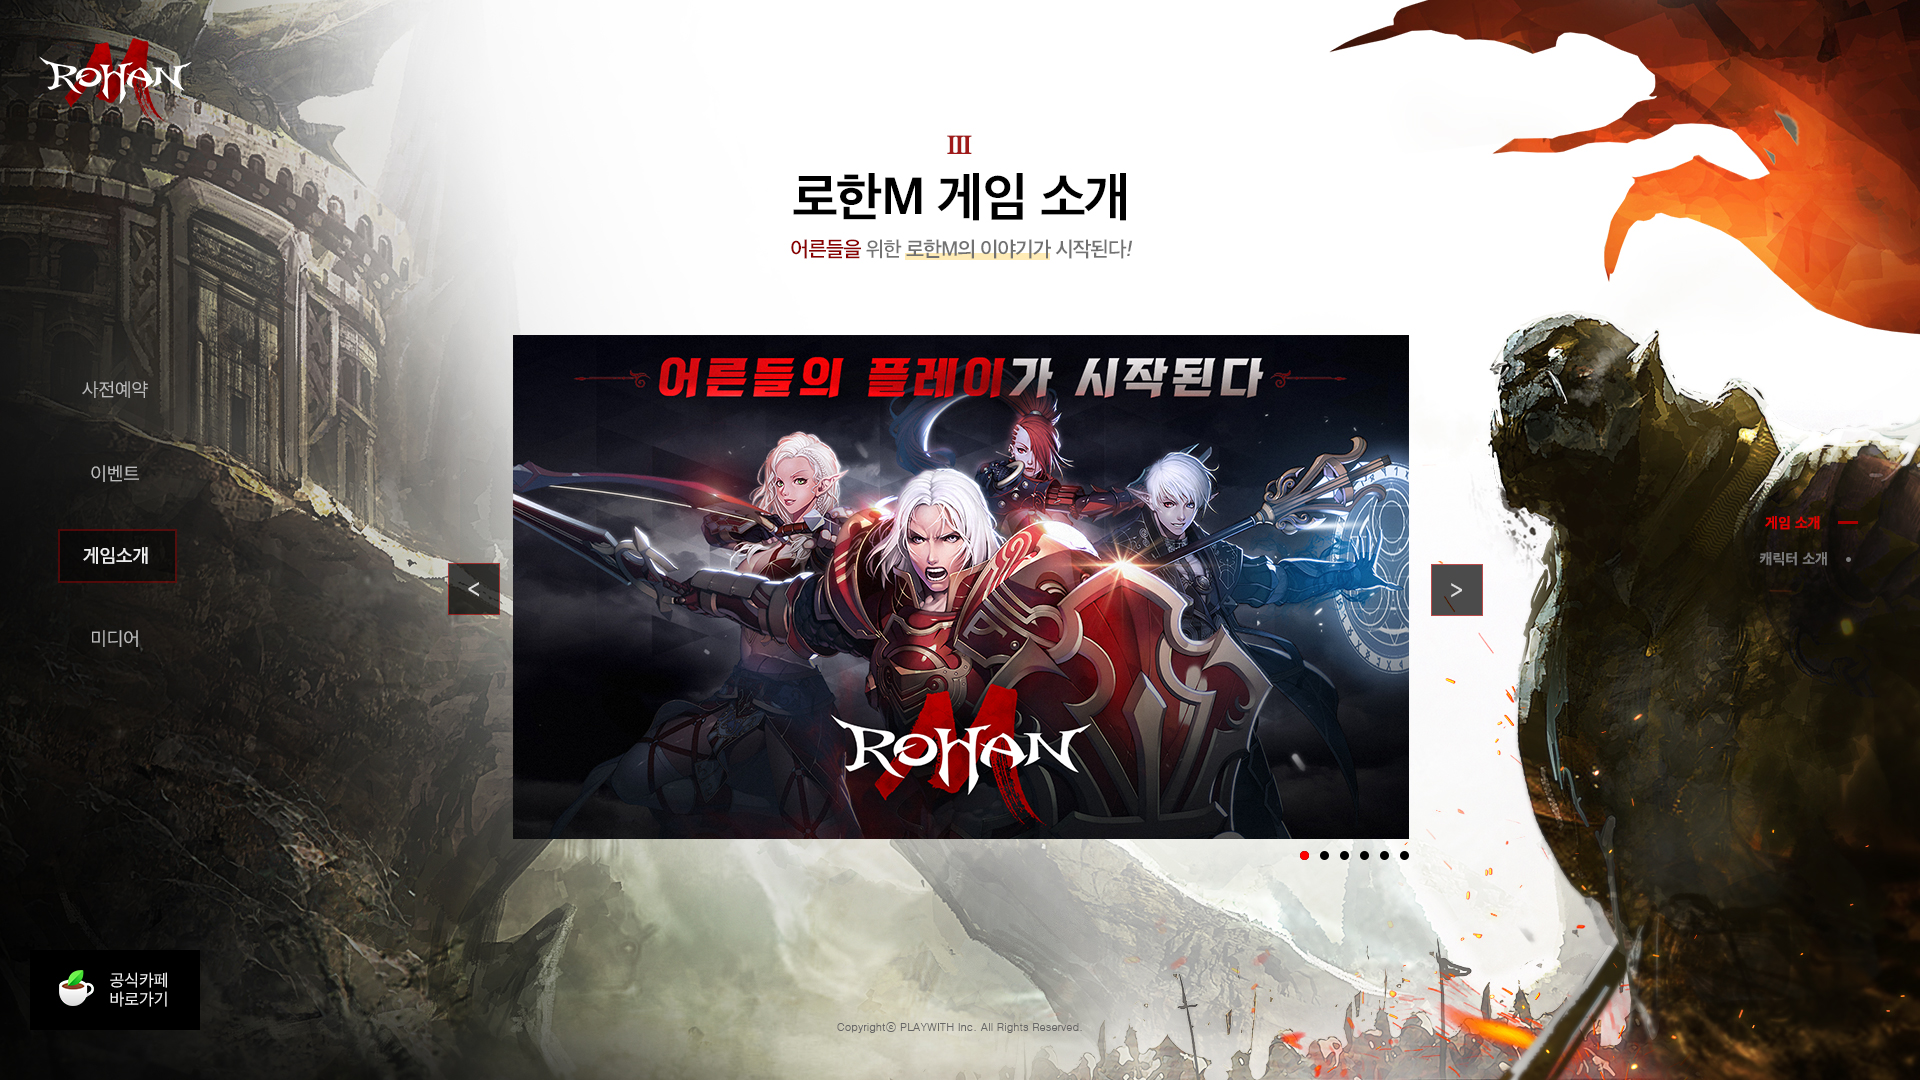 ROHAN
M
III
로한M 게임 소개
어른들을 위한 로한M의 이야기가 시작된다!
사전예약
이벤트
게임소개
미디어
<
어른들의 플레이가 시작된다
ROHAN
M
>
게임 소개
캐릭터 소개
공식카페
바로가기
Copyrightⓒ PLAYWITH Inc. All Rights Reserved.